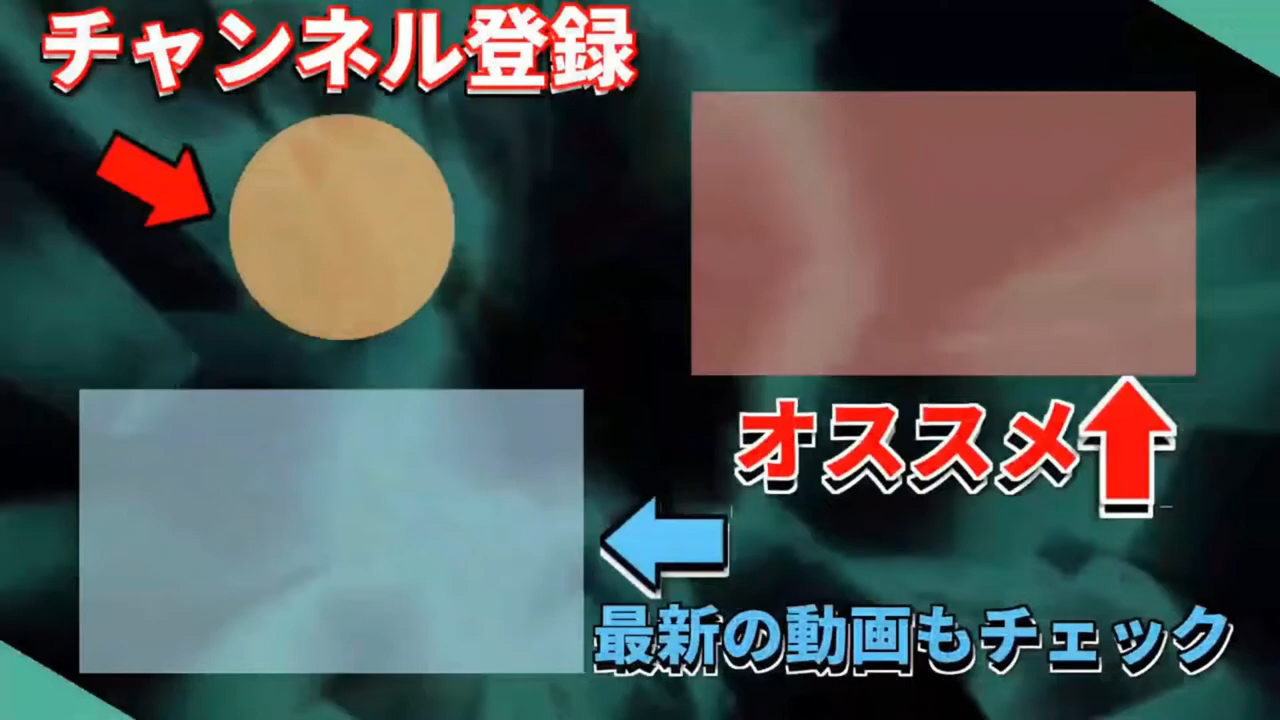 チャンネル登録
オススメ
最新の動画もチェック